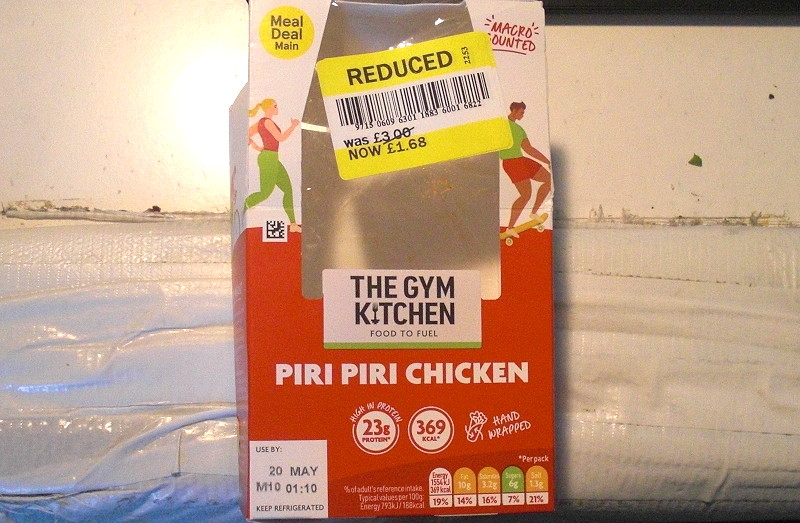 Meal
Deal
Main
MACRO
OUNTED
REDUCED
2253
9715 0609 6301 1883 6001 6822
was £3.00
NOW £1.68
THE GYM
KITCHEN
FOOD TO FUEL
PIRI PIRI CHICKEN
HIGH IN PROTEIN
23g
PROTEIN*
369
KCAL*
HAND
WRAPPED
USE BY:
20 MAY
M10 01:10
KEEP REFRIGERATED
*Per pack
% of adult's reference intake.
Typical values per 100g:
Energy 793kJ/188kcal
Energy
1554 kJ
369 kcal
19%
Fat
10g
14%
Saturates
3.2g
16%
Sugars
6g
7%
Salt
1.3g
21%